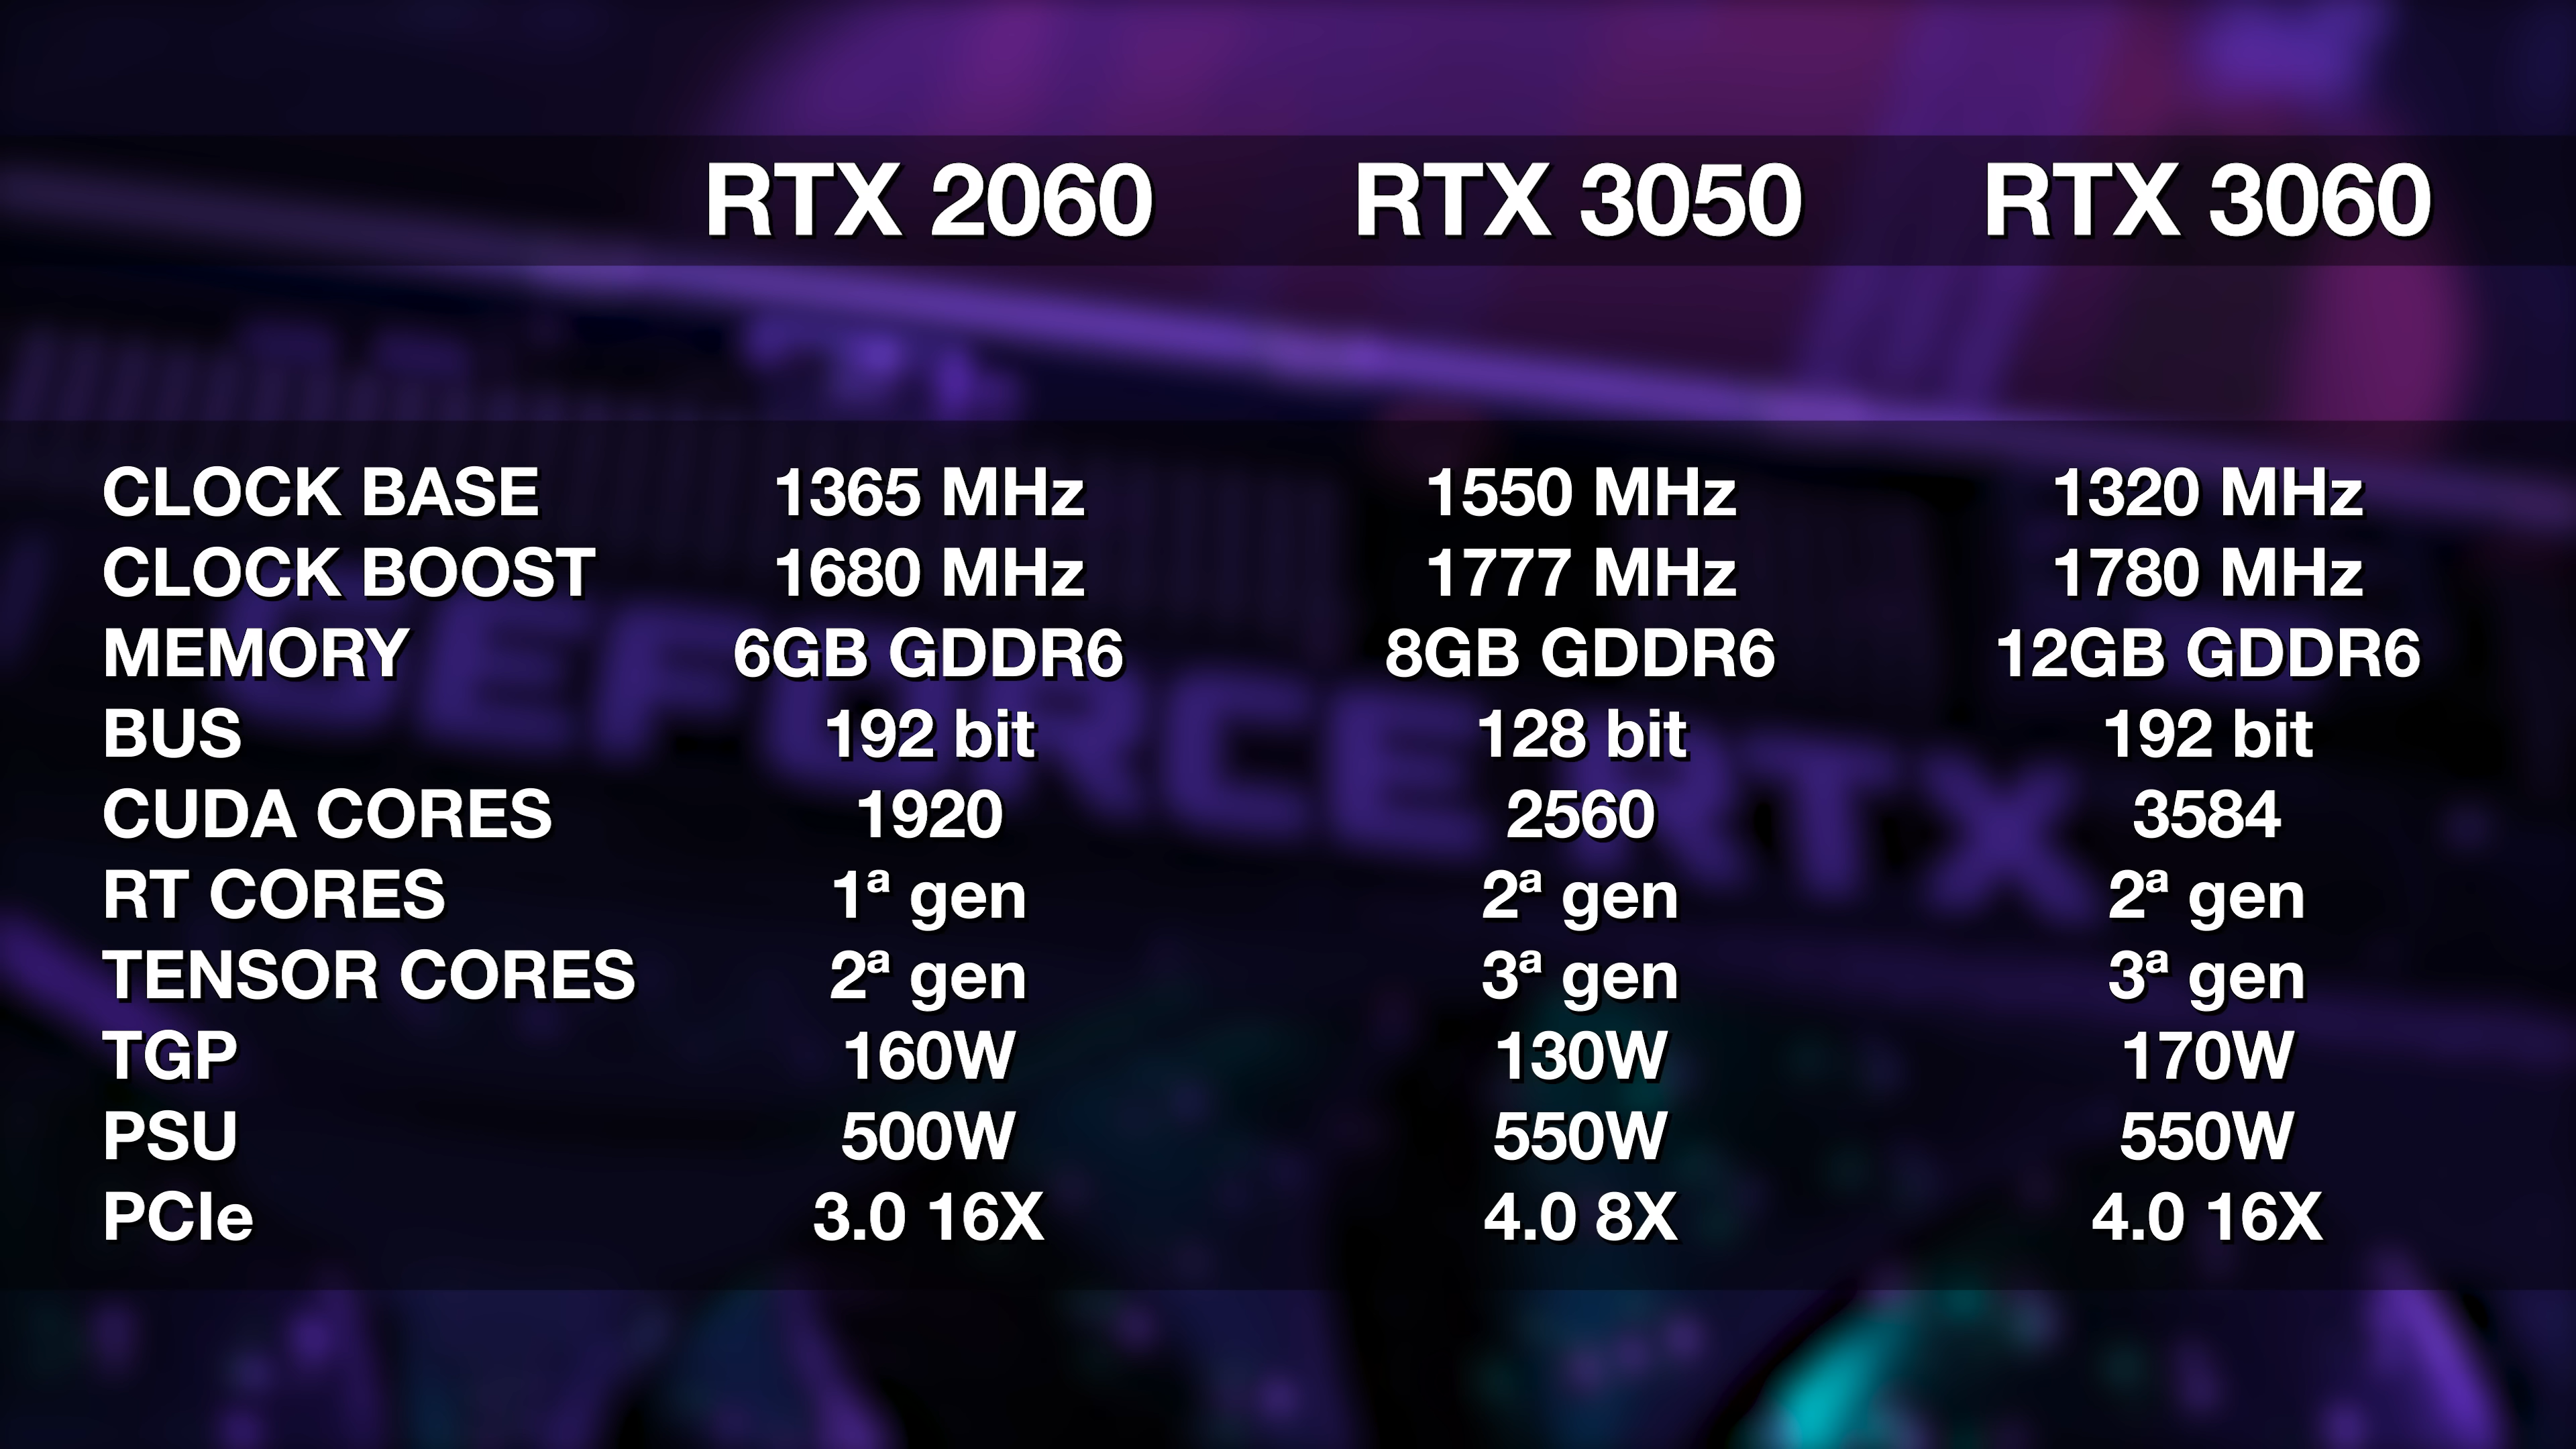 RTX 2060 RTX 3050 RTX 3060
CLOCK BASE 1365 MHz 1550 MHz 1320 MHz
CLOCK BOOST 1680 MHz 1777 MHz 1780 MHz
MEMORY 6GB GDDR6 8GB GDDR6 12GB GDDR6
BUS 192 bit 128 bit 192 bit
CUDA CORES 1920 2560 3584
RT CORES 1ª gen 2ª gen 2ª gen
TENSOR CORES 2ª gen 3ª gen 3ª gen
TGP 160W 130W 170W
PSU 500W 550W 550W
PCIe 3.0 16X 4.0 8X 4.0 16X
GEFORCE RTX